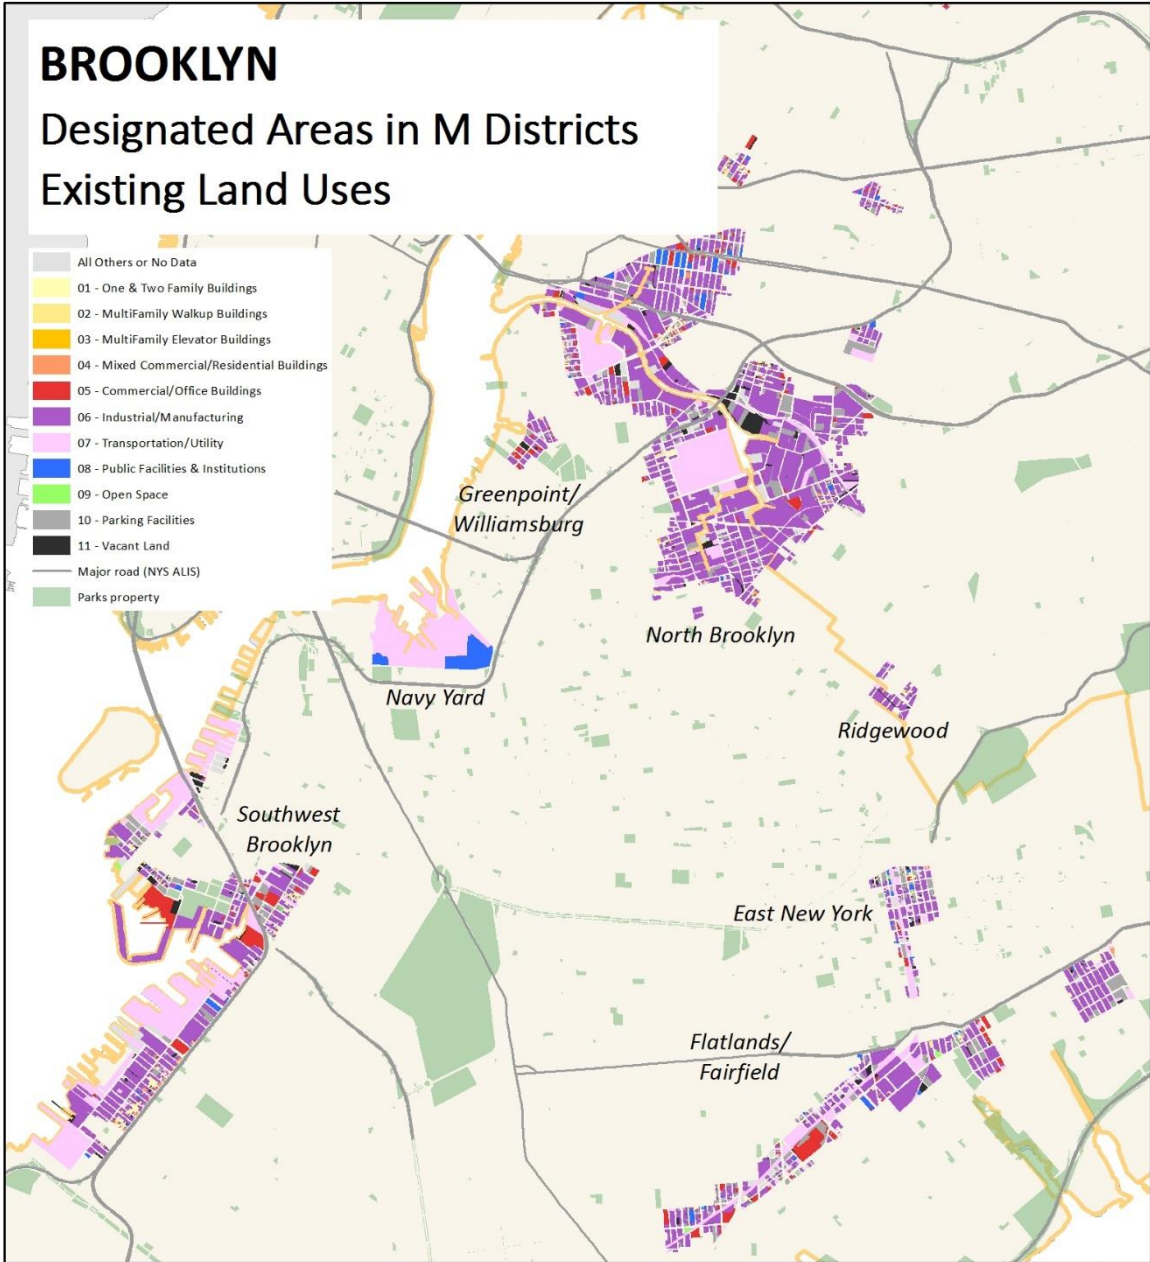 BROOKLYN
Designated Areas in M Districts
Existing Land Uses
All Others or No Data
01 - One & Two Family Buildings
02 - MultiFamily Walkup Buildings
03 - MultiFamily Elevator Buildings
04 - Mixed Commercial/Residential Buildings
05 - Commercial/Office Buildings
06 - Industrial/Manufacturing
07 - Transportation/Utility
08 - Public Facilities & Institutions
09 - Open Space
10 - Parking Facilities
11 - Vacant Land
Major road (NYS ALIS)
Parks property
Greenpoint/
Williamsburg
North Brooklyn
Navy Yard
Ridgewood
Southwest
Brooklyn
East New York
Flatlands/
Fairfield